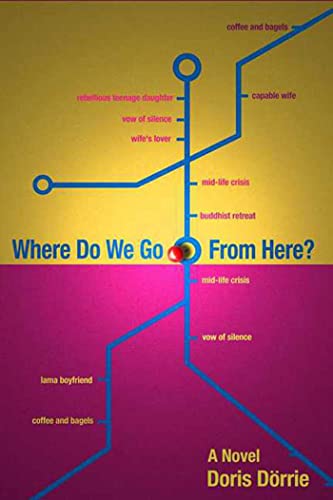 coffee and bagels
rebellious teenage daughter
capable wife
vow of silence
wife's lover
mid-life crisis
buddhist retreat
Where Do We Go From Here?
mid-life crisis
vow of silence
lama boyfriend
coffee and bagels
A Novel
Doris Dörrie